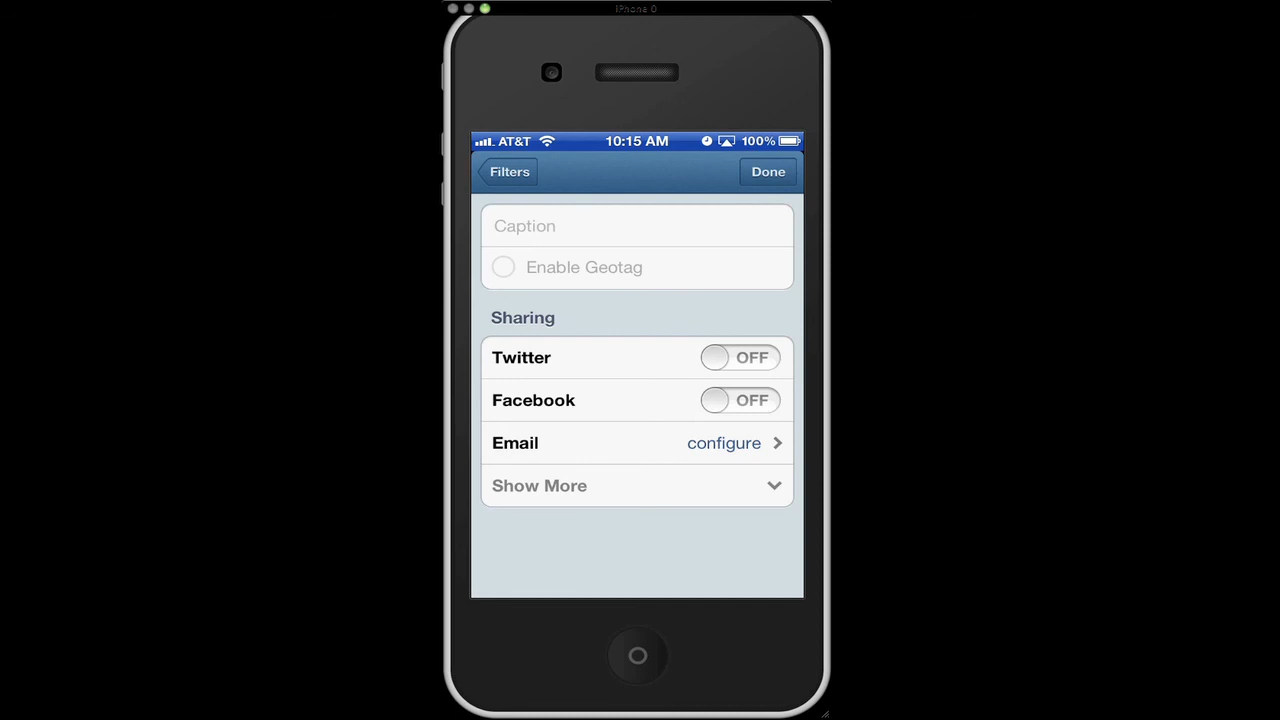 iPhone 0
AT&T 10:15 AM 100%
Filters Done
Caption
Enable Geotag
Sharing
Twitter OFF
Facebook OFF
Email configure
Show More